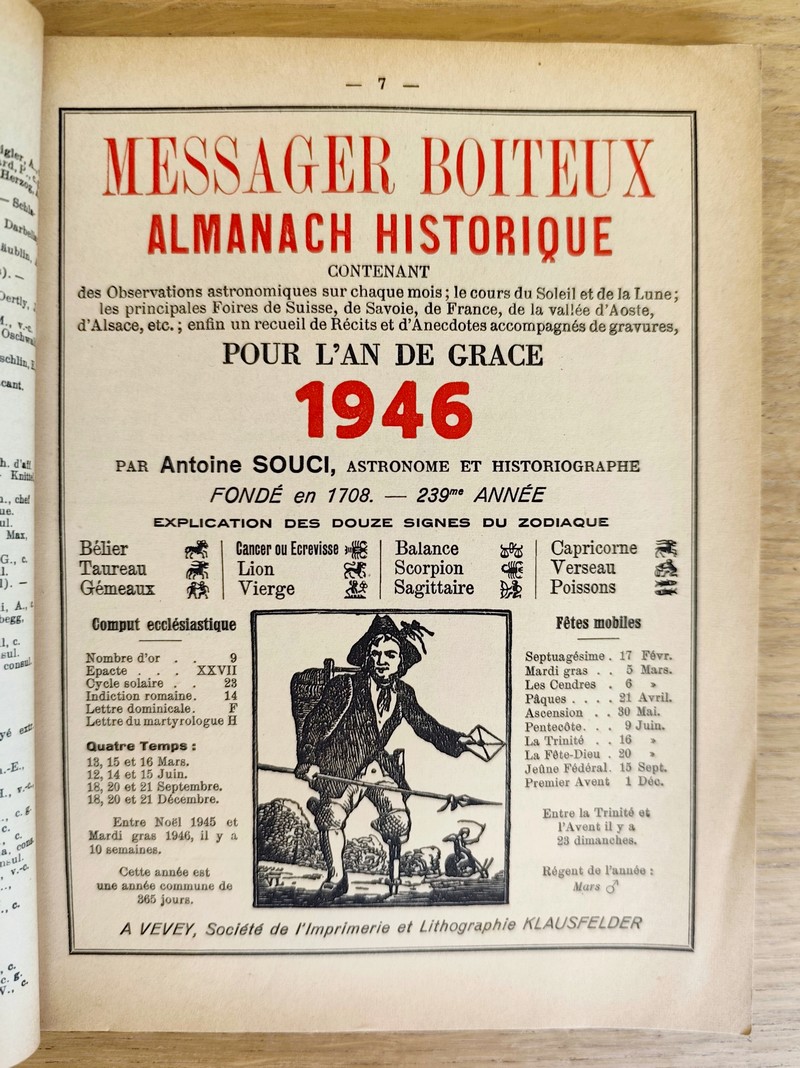 — 7 —
MESSAGER BOITEUX
ALMANACH HISTORIQUE
CONTENANT
des Observations astronomiques sur chaque mois ; le cours du Soleil et de la Lune ;
les principales Foires de Suisse, de Savoie, de France, de la vallée d'Aoste,
d'Alsace, etc. ; enfin un recueil de Récits et d'Anecdotes accompagnés de gravures,
POUR L'AN DE GRACE
1946
PAR Antoine SOUCI, ASTRONOME ET HISTORIOGRAPHE
FONDÉ en 1708. — 239me ANNÉE
EXPLICATION DES DOUZE SIGNES DU ZODIAQUE
Bélier
Taureau
Gémeaux
Cancer ou Ecrevisse
Lion
Vierge
Balance
Scorpion
Sagittaire
Capricorne
Verseau
Poissons
Comput ecclésiastique
Nombre d'or . . 9
Epacte . . . XXVII
Cycle solaire . . 23
Indiction romaine. 14
Lettre dominicale. F
Lettre du martyrologue H
Quatre Temps :
13, 15 et 16 Mars.
12, 14 et 15 Juin.
18, 20 et 21 Septembre.
18, 20 et 21 Décembre.
Entre Noël 1945 et
Mardi gras 1946, il y a
10 semaines.
Cette année est
une année commune de
365 jours.
Fêtes mobiles
Septuagésime . 17 Févr.
Mardi gras . . 5 Mars.
Les Cendres . 6 »
Pâques . . . . 21 Avril.
Ascension . . 30 Mai.
Pentecôte. . . 9 Juin.
La Trinité . . 16 »
La Fête-Dieu . 20 »
Jeûne Fédéral. 15 Sept.
Premier Avent 1 Déc.
Entre la Trinité et
l'Avent il y a
23 dimanches.
Régent de l'année :
Mars ♂
A VEVEY, Société de l'Imprimerie et Lithographie KLAUSFELDER